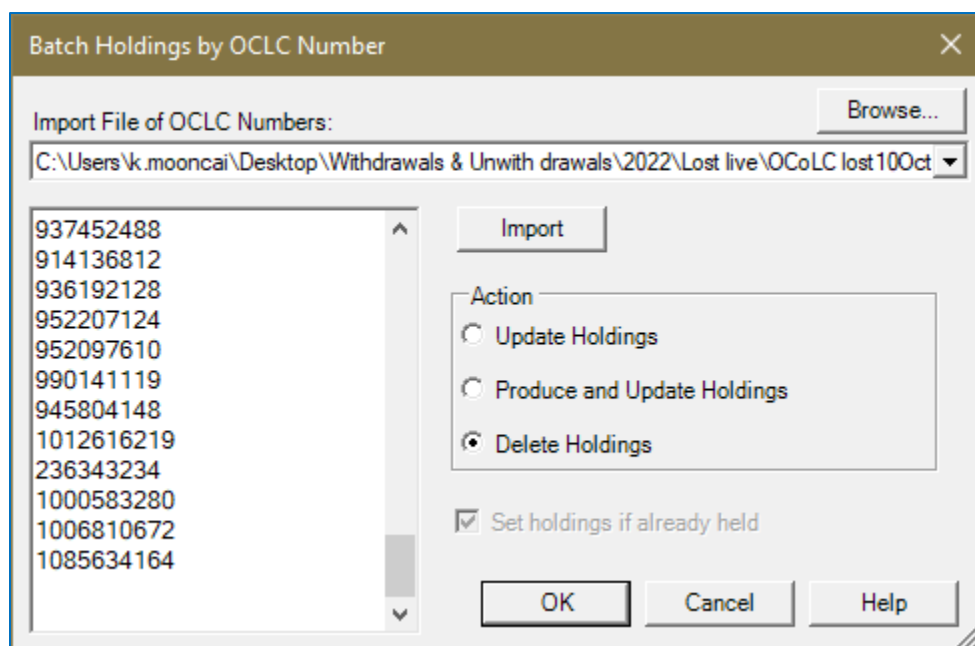 Batch Holdings by OCLC Number
Browse...
Import File of OCLC Numbers:
C:\Users\k.mooncai\Desktop\Withdrawals & Unwith drawals\2022\Lost live\OCoLC lost10Oct
937452488
914136812
936192128
952207124
952097610
990141119
945804148
1012616219
236343234
1000583280
1006810672
1085634164
Import
Action
Update Holdings
Produce and Update Holdings
Delete Holdings
Set holdings if already held
OK Cancel Help